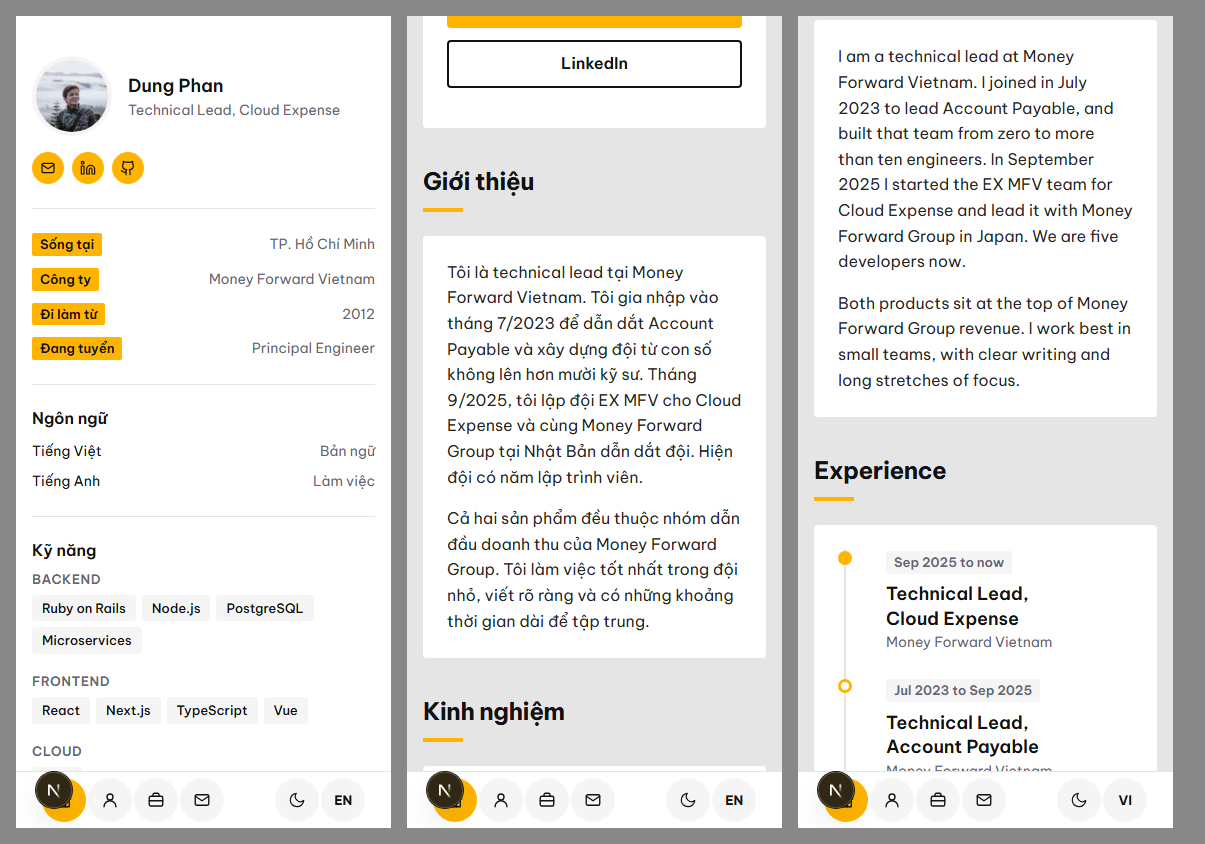 Dung Phan
Technical Lead, Cloud Expense
Sống tại
TP. Hồ Chí Minh
Công ty
Money Forward Vietnam
Đi làm từ
2012
Đang tuyển
Principal Engineer
Ngôn ngữ
Tiếng Việt
Bản ngữ
Tiếng Anh
Làm việc
Kỹ năng
BACKEND
Ruby on Rails
Node.js
PostgreSQL
Microservices
FRONTEND
React
Next.js
TypeScript
Vue
CLOUD
N
EN
LinkedIn
Giới thiệu
Tôi là technical lead tại Money
Forward Vietnam. Tôi gia nhập vào
tháng 7/2023 để dẫn dắt Account
Payable và xây dựng đội từ con số
không lên hơn mười kỹ sư. Tháng
9/2025, tôi lập đội EX MFV cho Cloud
Expense và cùng Money Forward
Group tại Nhật Bản dẫn dắt đội. Hiện
đội có năm lập trình viên.
Cả hai sản phẩm đều thuộc nhóm dẫn
đầu doanh thu của Money Forward
Group. Tôi làm việc tốt nhất trong đội
nhỏ, viết rõ ràng và có những khoảng
thời gian dài để tập trung.
Kinh nghiệm
N
EN
I am a technical lead at Money
Forward Vietnam. I joined in July
2023 to lead Account Payable, and
built that team from zero to more
than ten engineers. In September
2025 I started the EX MFV team for
Cloud Expense and lead it with Money
Forward Group in Japan. We are five
developers now.
Both products sit at the top of Money
Forward Group revenue. I work best in
small teams, with clear writing and
long stretches of focus.
Experience
Sep 2025 to now
Technical Lead,
Cloud Expense
Money Forward Vietnam
Jul 2023 to Sep 2025
Technical Lead,
Account Payable
Money Forward Vietnam
N
VI